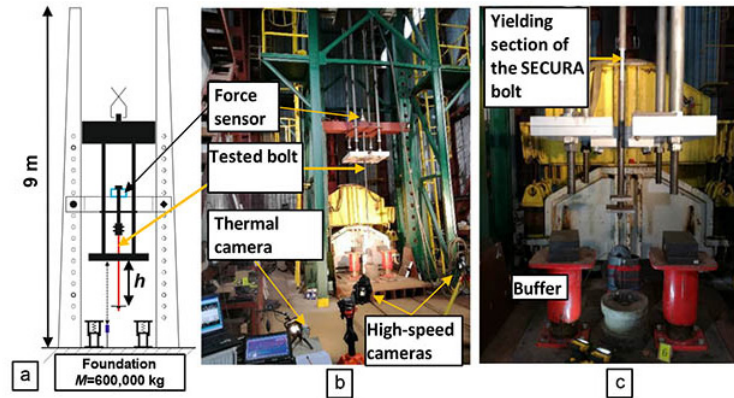 9 m
h
Foundation
M=600,000 kg
a
Force
sensor
Tested bolt
Thermal
camera
High-speed
cameras
b
Yielding
section of
the SECURA
bolt
Buffer
6
c